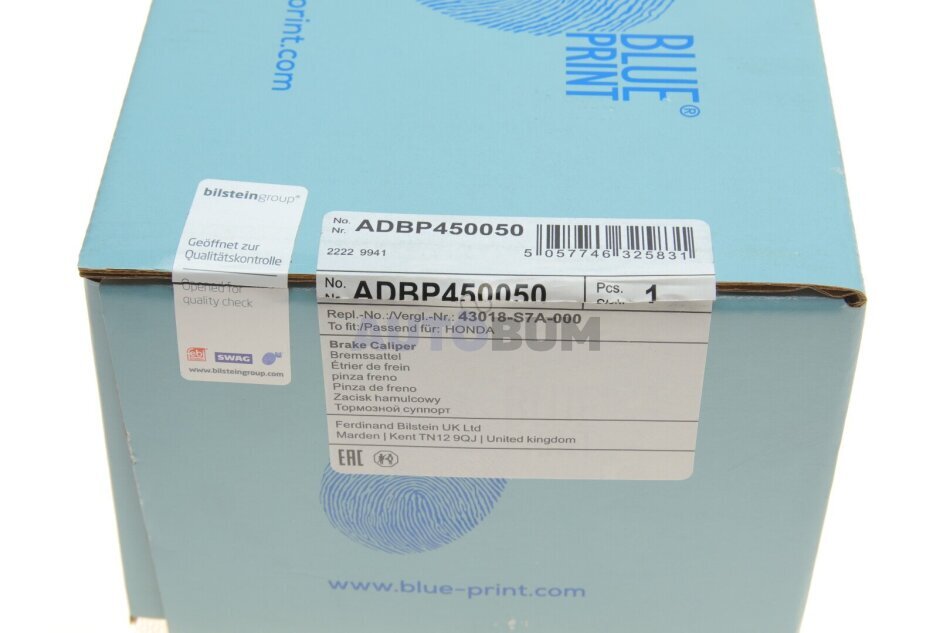 print.com
BLUE
PRINT®
bilsteingroup®
Geöffnet zur
Qualitätskontrolle
Opened for
quality check
febi SWAG
www.bilsteingroup.com
No.
Nr. ADBP450050
2222 9941
5 057746 325831
No. ADBP450050 Pcs. 1
Nr.
Repl.-No.:/Vergl.-Nr.: 43018-S7A-000
To fit:/Passend für: HONDA
AUTOBUM
Brake Caliper
Bremssattel
Étrier de frein
pinza freno
Pinza de freno
Zacisk hamulcowy
Тормозной суппорт
Ferdinand Bilstein UK Ltd
Marden | Kent TN12 9QJ | United kingdom
EAC
www.blue-print.com